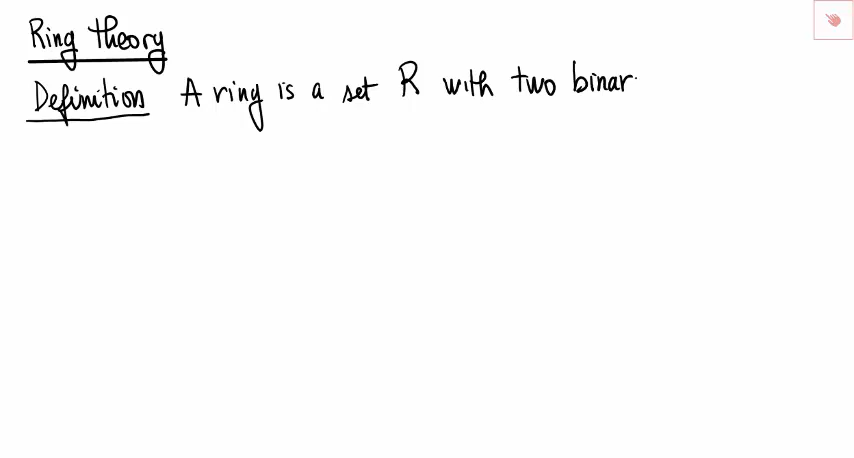 Ring theory
Definition A ring is a set R with two binar